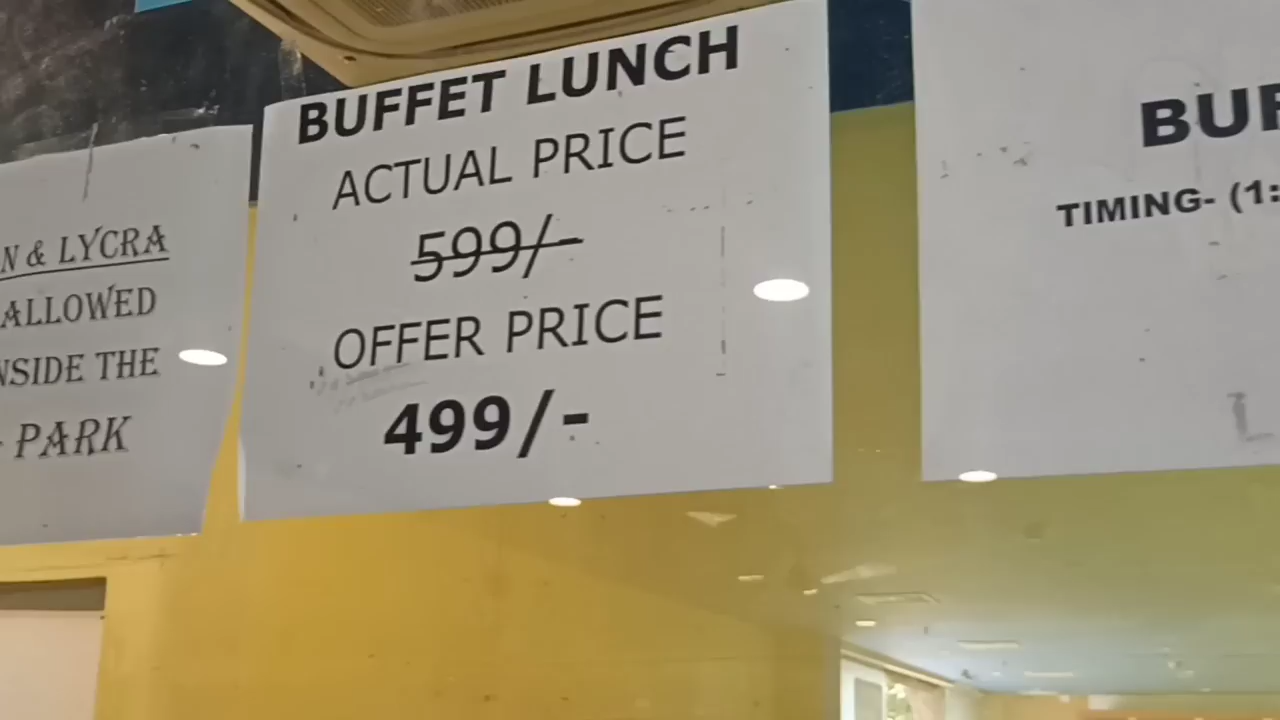 N & LYCRA
ALLOWED
NSIDE THE
PARK
BUFFET LUNCH
ACTUAL PRICE
599/-
OFFER PRICE
499/-
BUF
TIMING- (1: